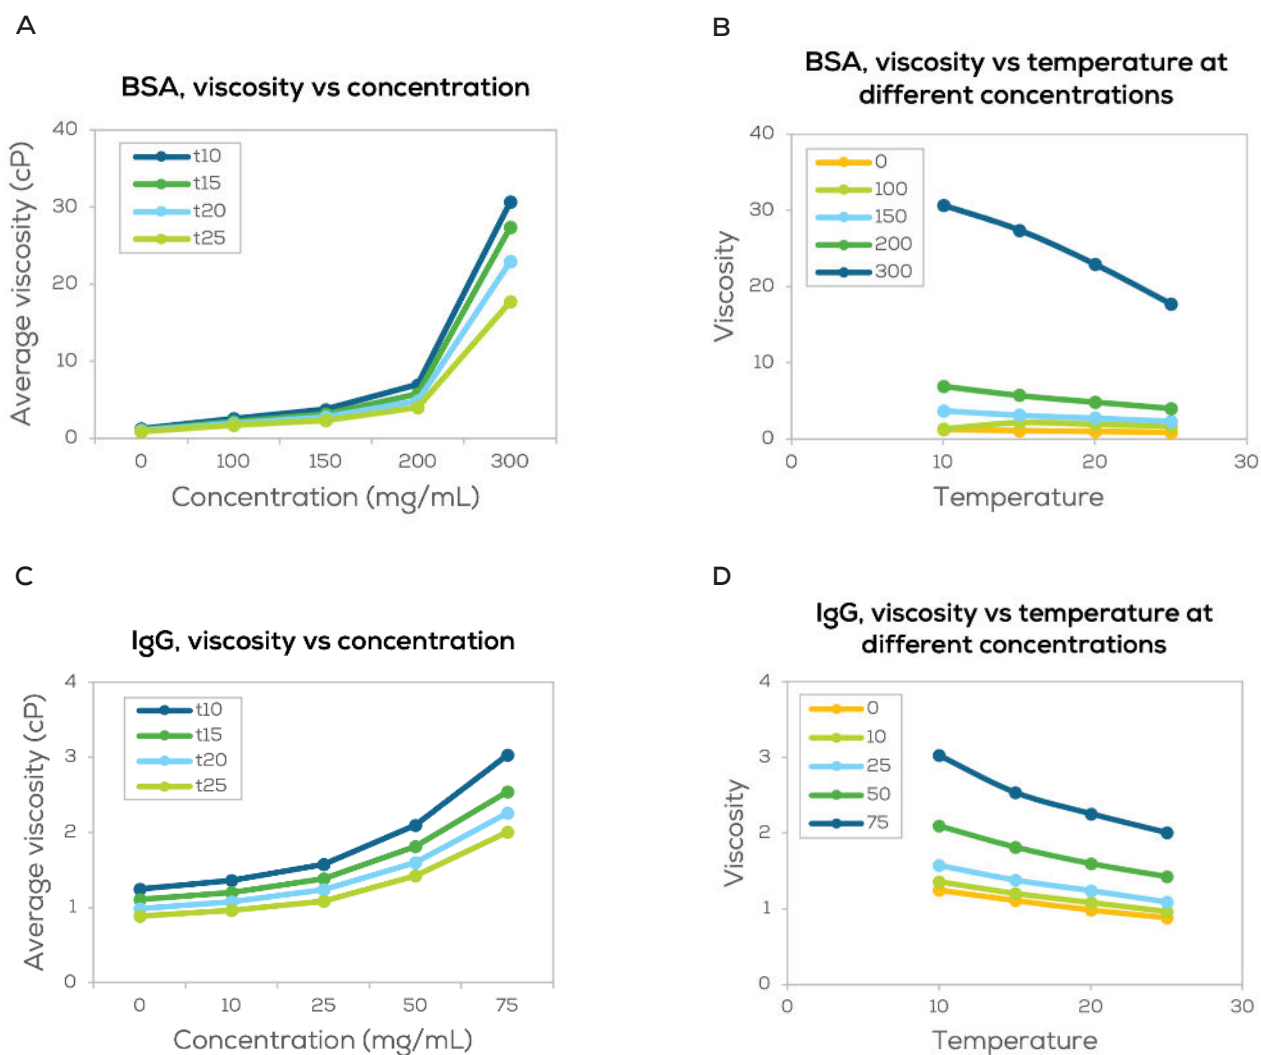 A
BSA, viscosity vs concentration
Average viscosity (cP)
40
30
20
10
0
t10
t15
t20
t25
0 100 150 200 300
Concentration (mg/mL)
B
BSA, viscosity vs temperature at
different concentrations
Viscosity
40
30
20
10
0
0
100
150
200
300
0 10 20 30
Temperature
C
IgG, viscosity vs concentration
Average viscosity (cP)
4
3
2
1
0
t10
t15
t20
t25
0 10 25 50 75
Concentration (mg/mL)
D
IgG, viscosity vs temperature at
different concentrations
Viscosity
4
3
2
1
0
0
10
25
50
75
0 10 20 30
Temperature